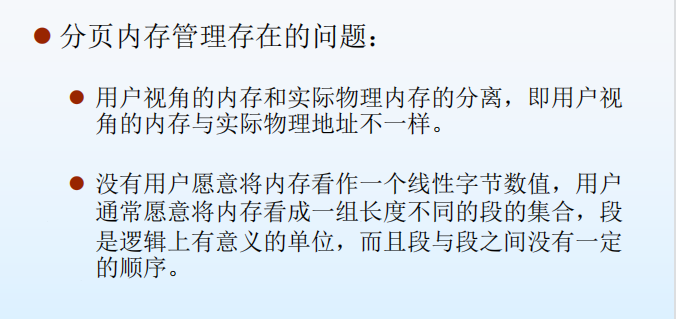 分页内存管理存在的问题：
用户视角的内存和实际物理内存的分离，即用户视
角的内存与实际物理地址不一样。
没有用户愿意将内存看作一个线性字节数值，用户
通常愿意将内存看成一组长度不同的段的集合，段
是逻辑上有意义的单位，而且段与段之间没有一定
的顺序。